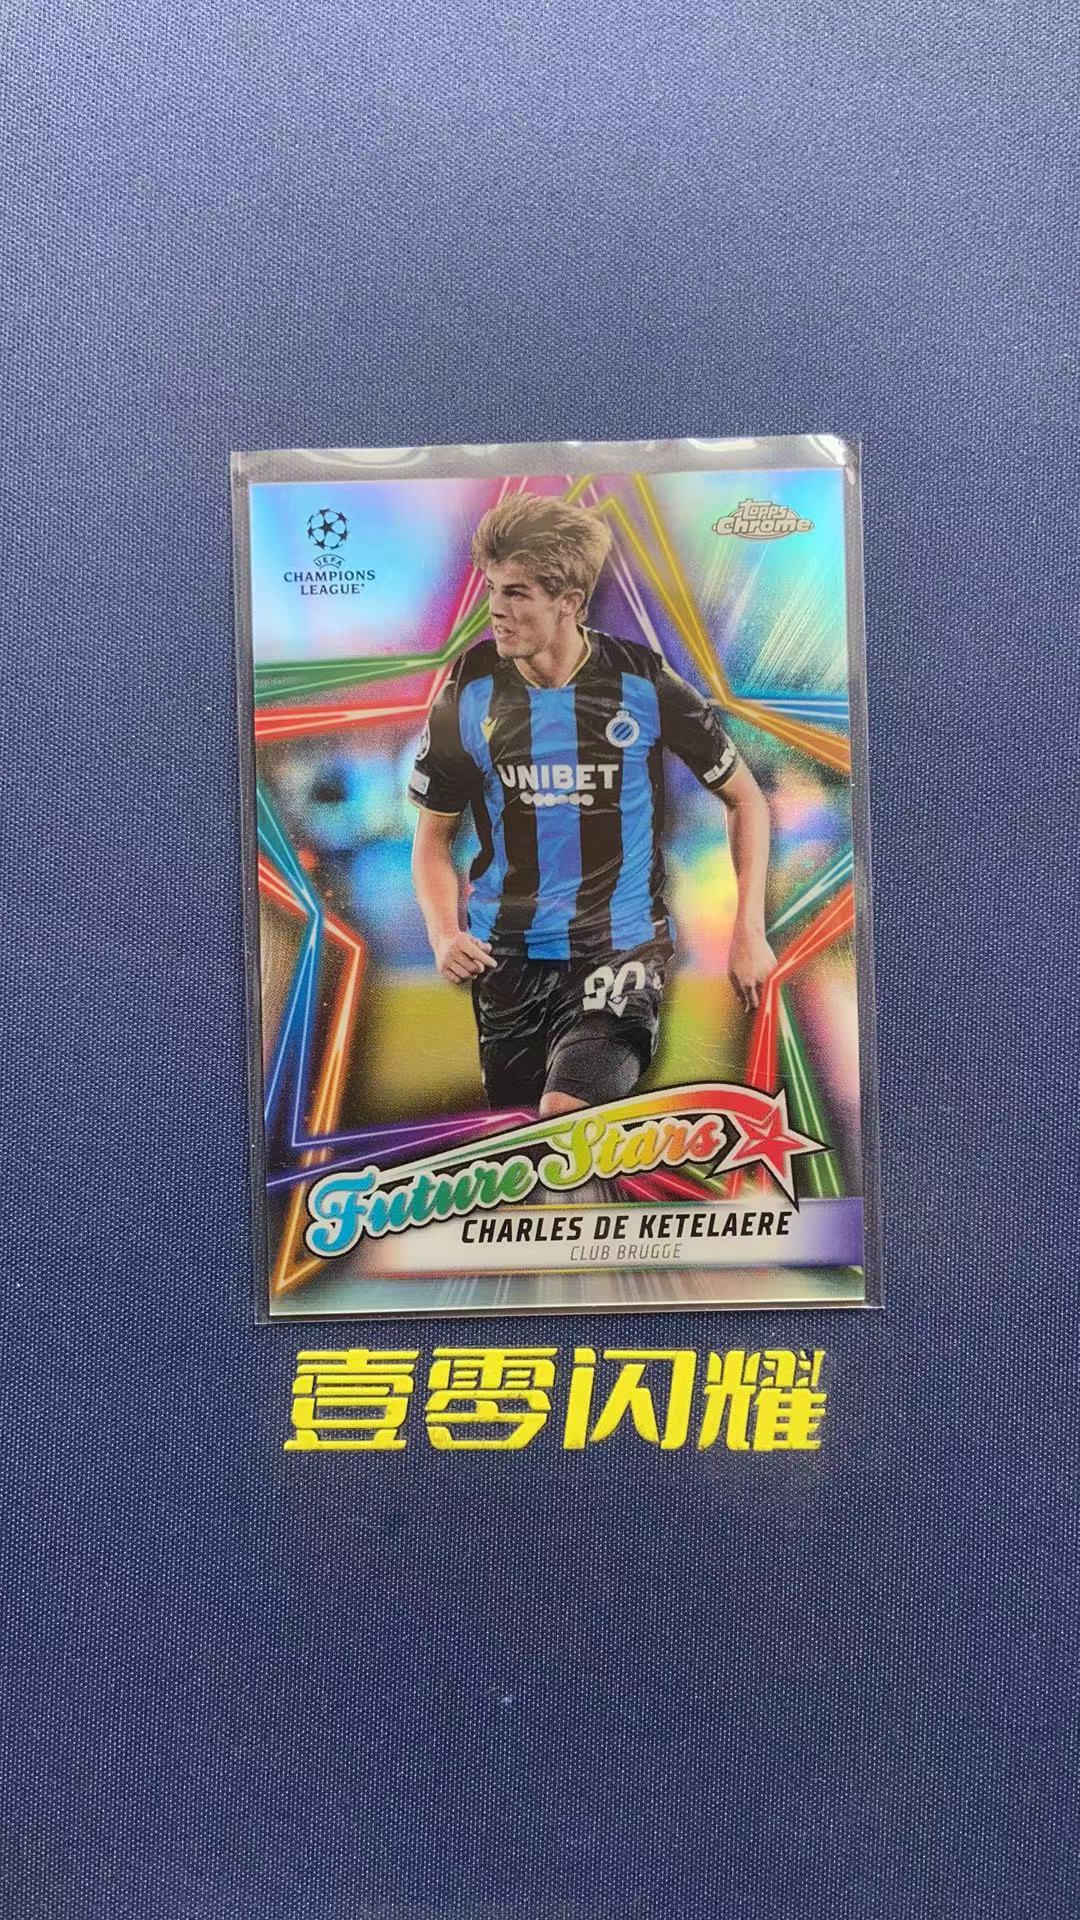 UEFA
CHAMPIONS
LEAGUE
topps
Chrome
UNIBET
90
Future Stars
CHARLES DE KETELAERE
CLUB BRUGGE
壹零闪耀